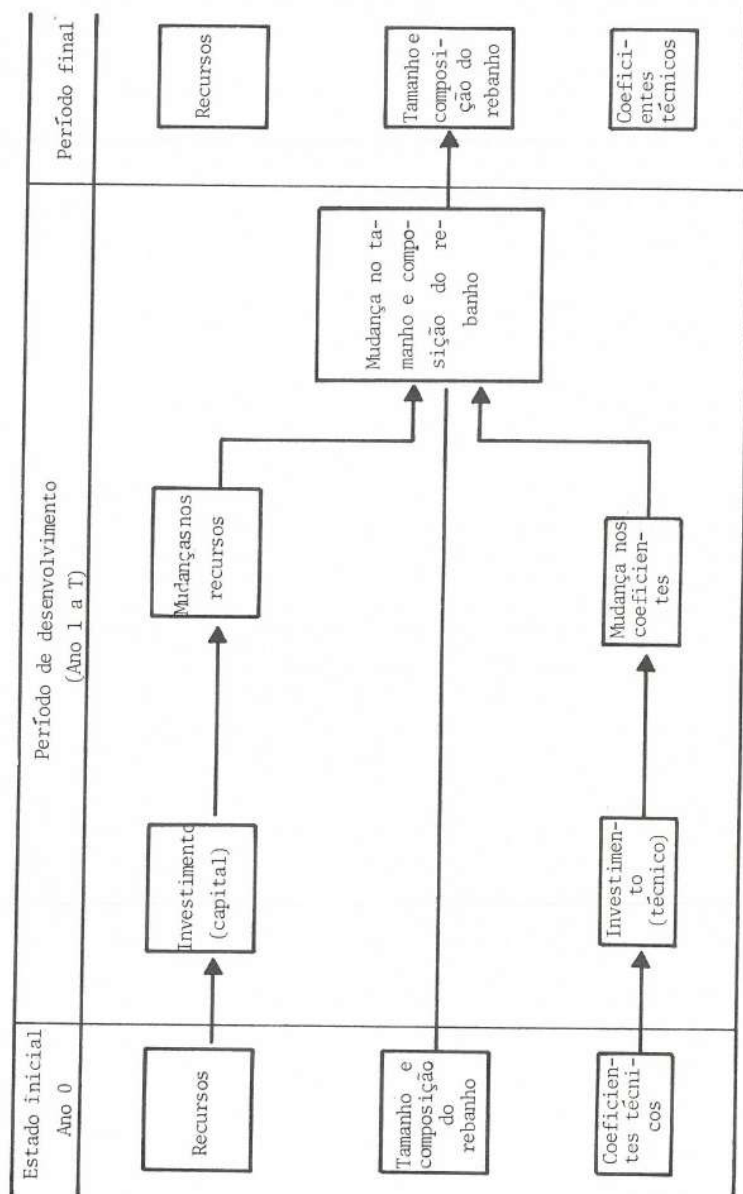 Estado inicial
Ano 0
Período de desenvolvimento
(Ano 1 a T)
Período final
Recursos
Investimento
(capital)
Mudanças nos
recursos
Recursos
Tamanho e
composição
do
rebanho
Mudança no ta-
manho e compo-
sição do re-
banho
Tamanho e
composi-
ção do
rebanho
Coeficien-
tes técni-
cos
Investimen-
to
(técnico)
Mudança nos
coeficien-
tes
Coefici-
entes
técnicos